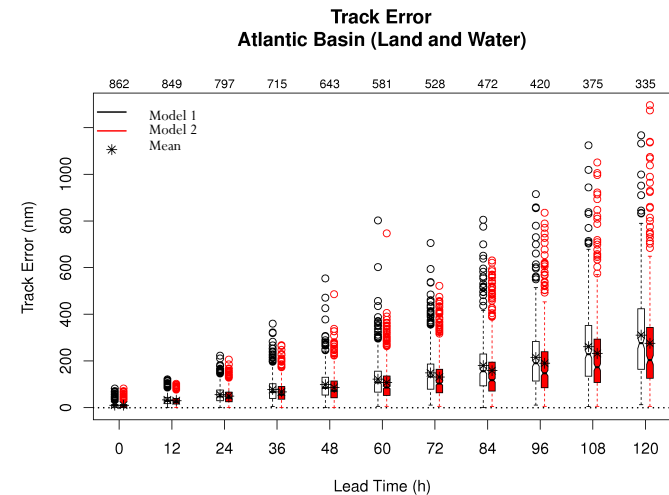 Track Error
Atlantic Basin (Land and Water)
862 849 797 715 643 581 528 472 420 375 335
Model 1
Model 2
Mean
Track Error (nm)
1000
800
600
400
200
0
0 12 24 36 48 60 72 84 96 108 120
Lead Time (h)